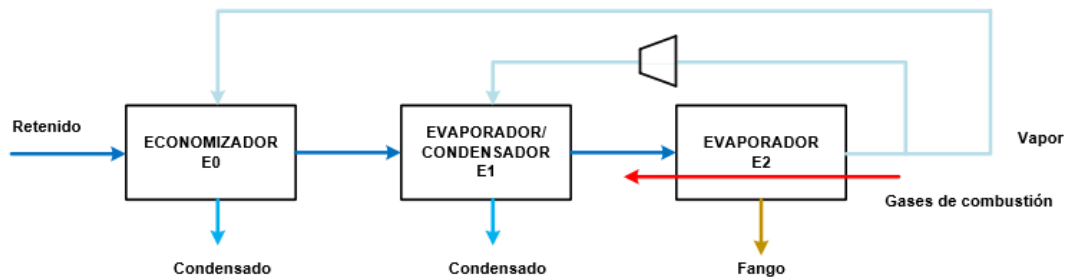 Retenido
ECONOMIZADOR
E0
EVAPORADOR/
CONDENSADOR
E1
EVAPORADOR
E2
Vapor
Gases de combustión
Condensado
Condensado
Fango